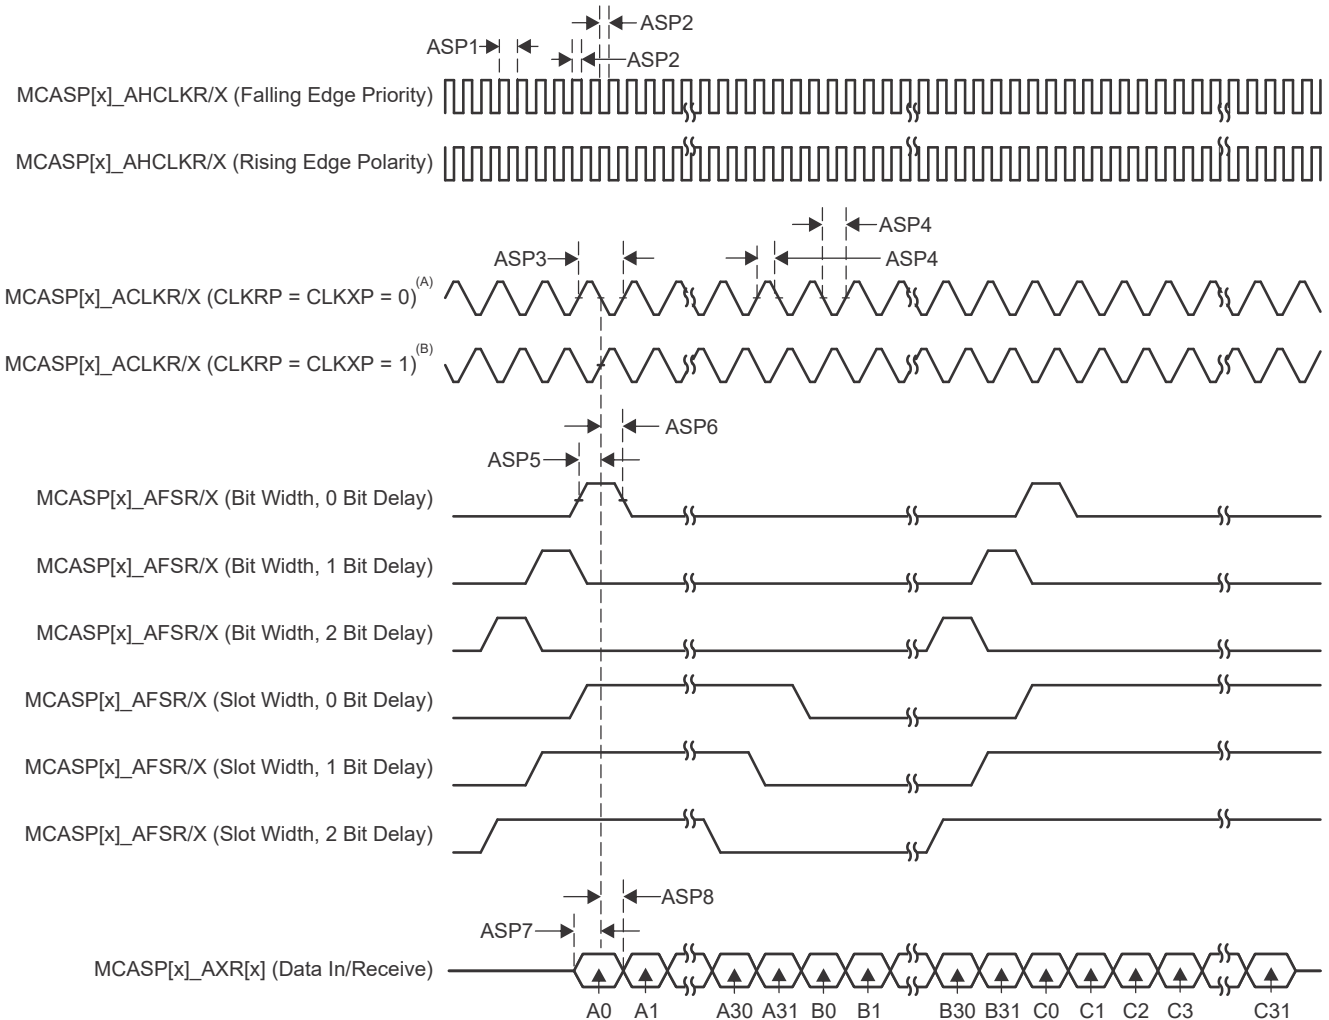 ASP2
ASP1
ASP2
MCASP[x]_AHCLKR/X (Falling Edge Priority)
MCASP[x]_AHCLKR/X (Rising Edge Polarity)
ASP4
ASP3
ASP4
MCASP[x]_ACLKR/X (CLKRP = CLKXP = 0)(A)
MCASP[x]_ACLKR/X (CLKRP = CLKXP = 1)(B)
ASP6
ASP5
MCASP[x]_AFSR/X (Bit Width, 0 Bit Delay)
MCASP[x]_AFSR/X (Bit Width, 1 Bit Delay)
MCASP[x]_AFSR/X (Bit Width, 2 Bit Delay)
MCASP[x]_AFSR/X (Slot Width, 0 Bit Delay)
MCASP[x]_AFSR/X (Slot Width, 1 Bit Delay)
MCASP[x]_AFSR/X (Slot Width, 2 Bit Delay)
ASP8
ASP7
MCASP[x]_AXR[x] (Data In/Receive)
A0 A1 A30 A31 B0 B1 B30 B31 C0 C1 C2 C3 C31